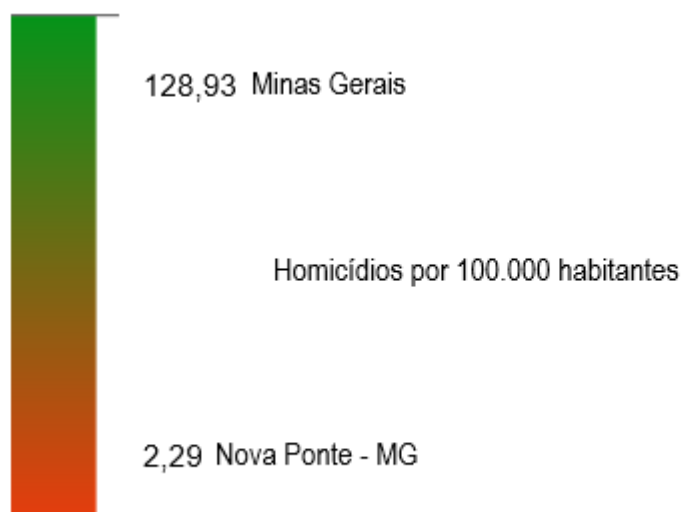 128,93 Minas Gerais
Homicídios por 100.000 habitantes
2,29 Nova Ponte - MG